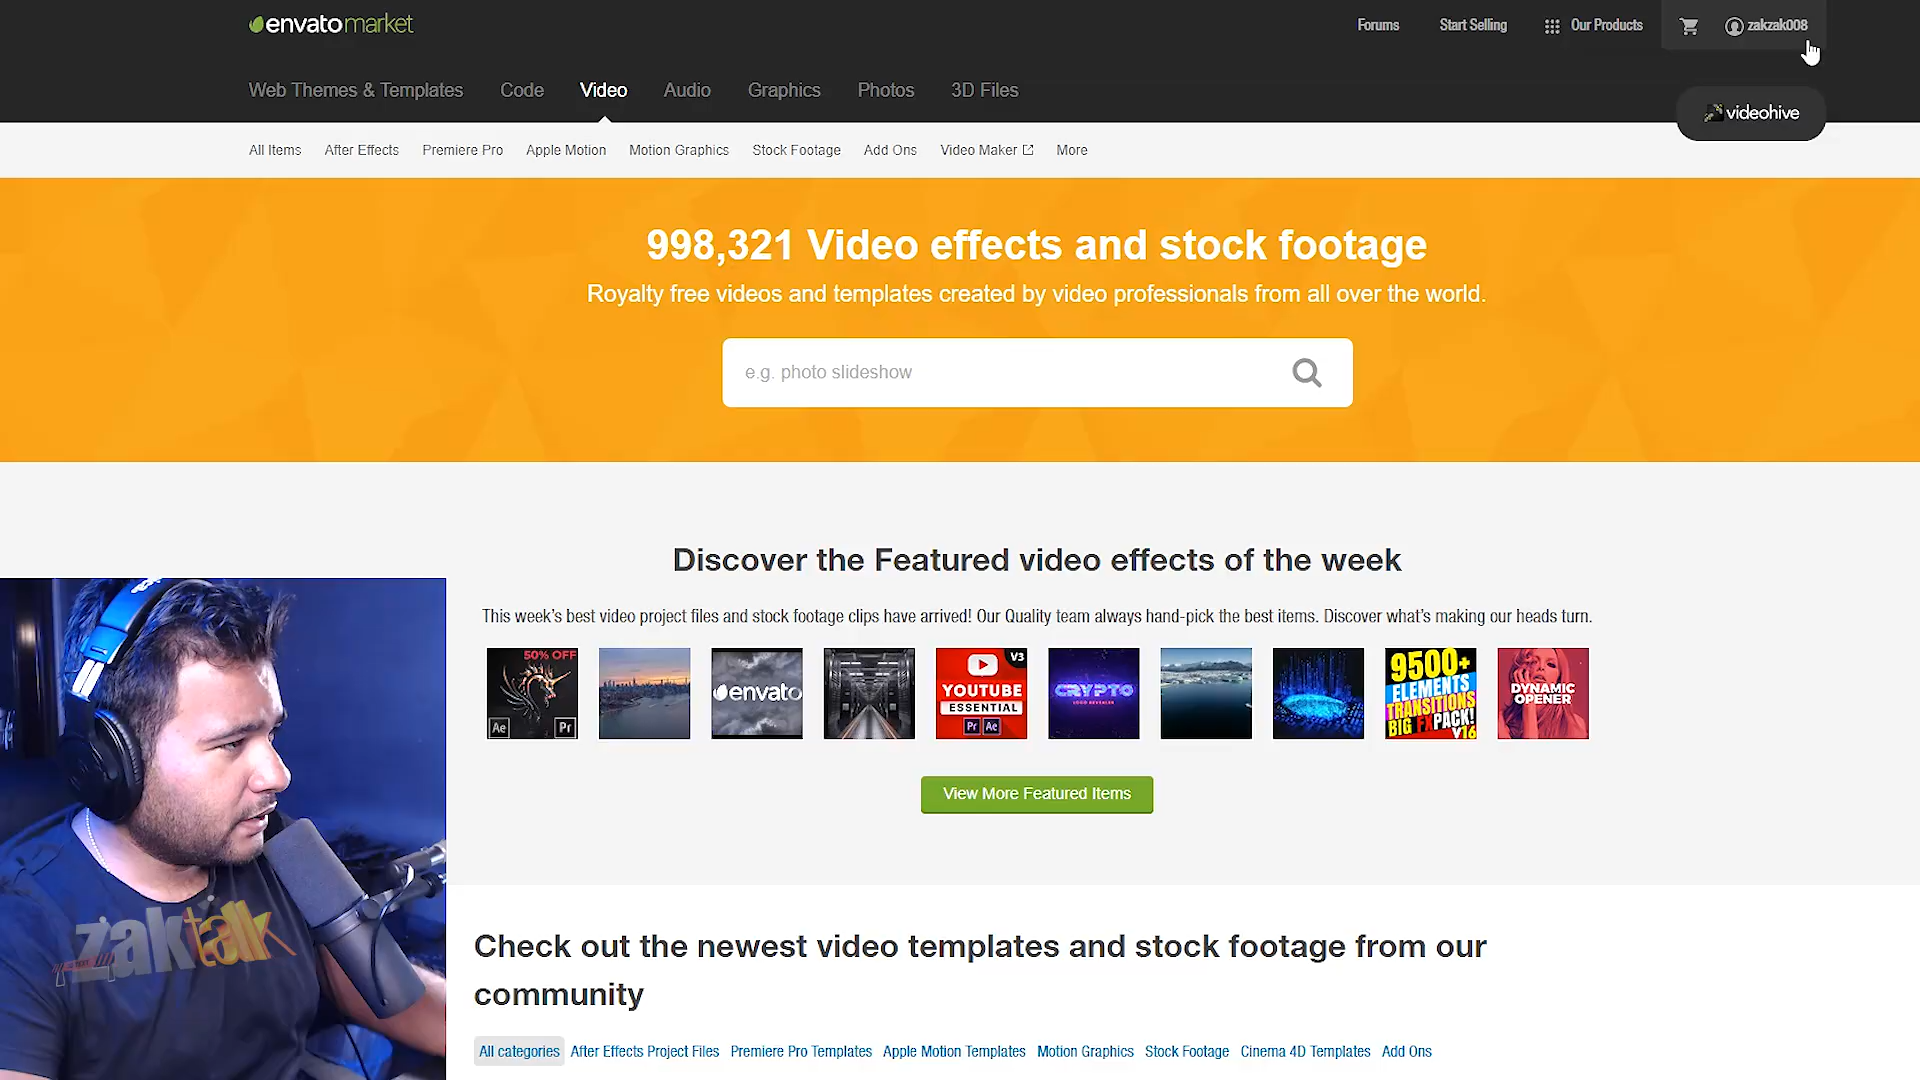 envatomarket
Forums
Start Selling
Our Products
zakzak008
Web Themes & Templates
Code
Video
Audio
Graphics
Photos
3D Files
videohive
All Items
After Effects
Premiere Pro
Apple Motion
Motion Graphics
Stock Footage
Add Ons
Video Maker
More
998,321 Video effects and stock footage
Royalty free videos and templates created by video professionals from all over the world.
e.g. photo slideshow
Discover the Featured video effects of the week
This week's best video project files and stock footage clips have arrived! Our Quality team always hand-pick the best items. Discover what's making our heads turn.
50% OFF
Ae
Pr
envato
V3
YOUTUBE
ESSENTIAL
Pr
Ae
CRYPTO
LOGO REVEALER
9500+
ELEMENTS
TRANSITIONS
BIG FX PACK!
V16
DYNAMIC
OPENER
View More Featured Items
zaktalk
Check out the newest video templates and stock footage from our
community
All categories
After Effects Project Files
Premiere Pro Templates
Apple Motion Templates
Motion Graphics
Stock Footage
Cinema 4D Templates
Add Ons